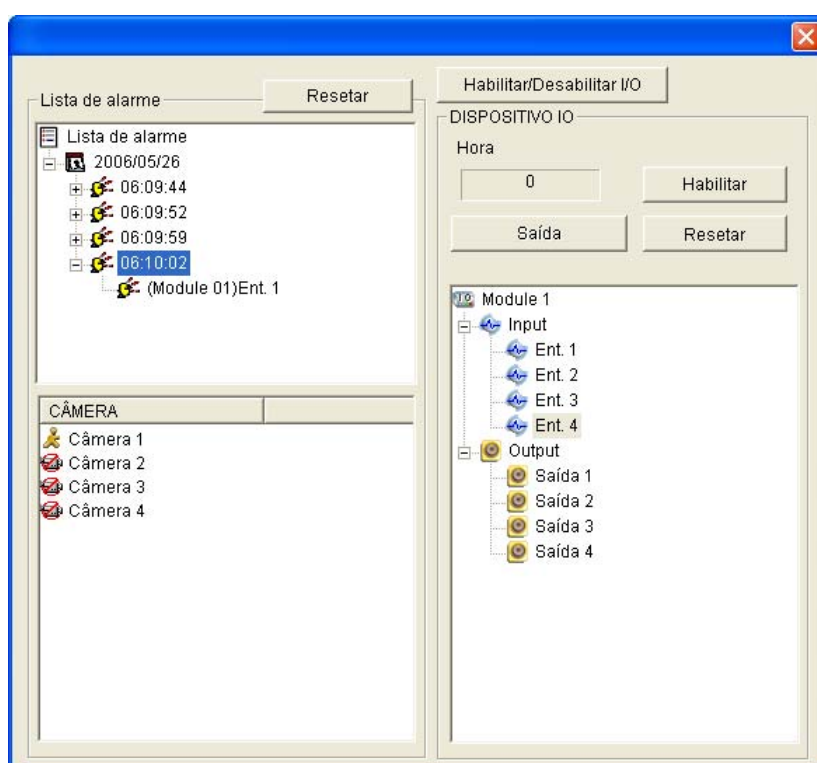 Lista de alarme
Resetar
Lista de alarme
2006/05/26
06:09:44
06:09:52
06:09:59
06:10:02
(Module 01)Ent. 1
CÂMERA
Câmera 1
Câmera 2
Câmera 3
Câmera 4
Habilitar/Desabilitar I/O
DISPOSITIVO IO
Hora
0
Habilitar
Saída
Resetar
Module 1
Input
Ent. 1
Ent. 2
Ent. 3
Ent. 4
Output
Saída 1
Saída 2
Saída 3
Saída 4